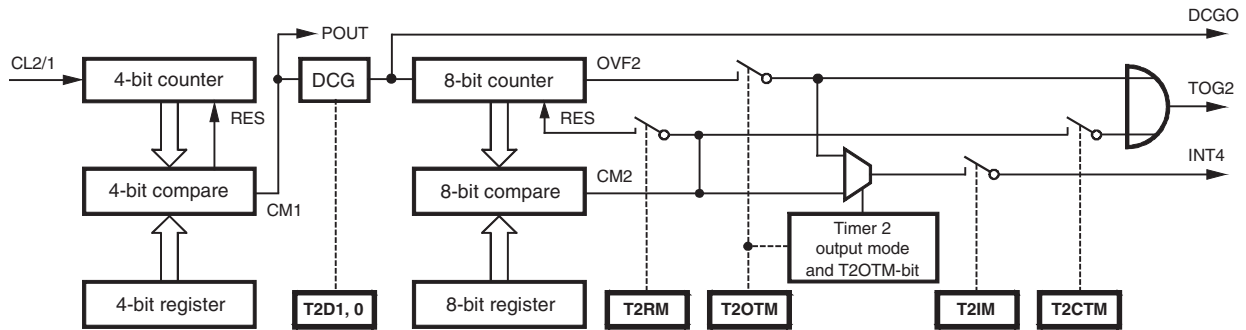 DCGO
POUT
CL2/1
4-bit counter
DCG
8-bit counter
OVF2
TOG2
RES
RES
INT4
4-bit compare
CM1
8-bit compare
CM2
Timer 2
output mode
and T2OTM-bit
4-bit register
T2D1, 0
8-bit register
T2RM
T2OTM
T2IM
T2CTM